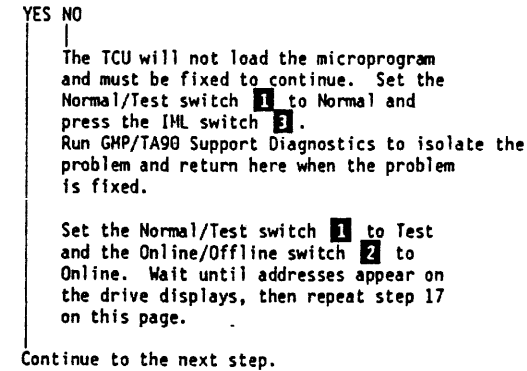 YES NO
The TCU will not load the microprogram
and must be fixed to continue. Set the
Normal/Test switch 1 to Normal and
press the IML switch 3 .
Run GMP/TA90 Support Diagnostics to isolate the
problem and return here when the problem
is fixed.
Set the Normal/Test switch 1 to Test
and the Online/Offline switch 2 to
Online. Wait until addresses appear on
the drive displays, then repeat step 17
on this page.
Continue to the next step.